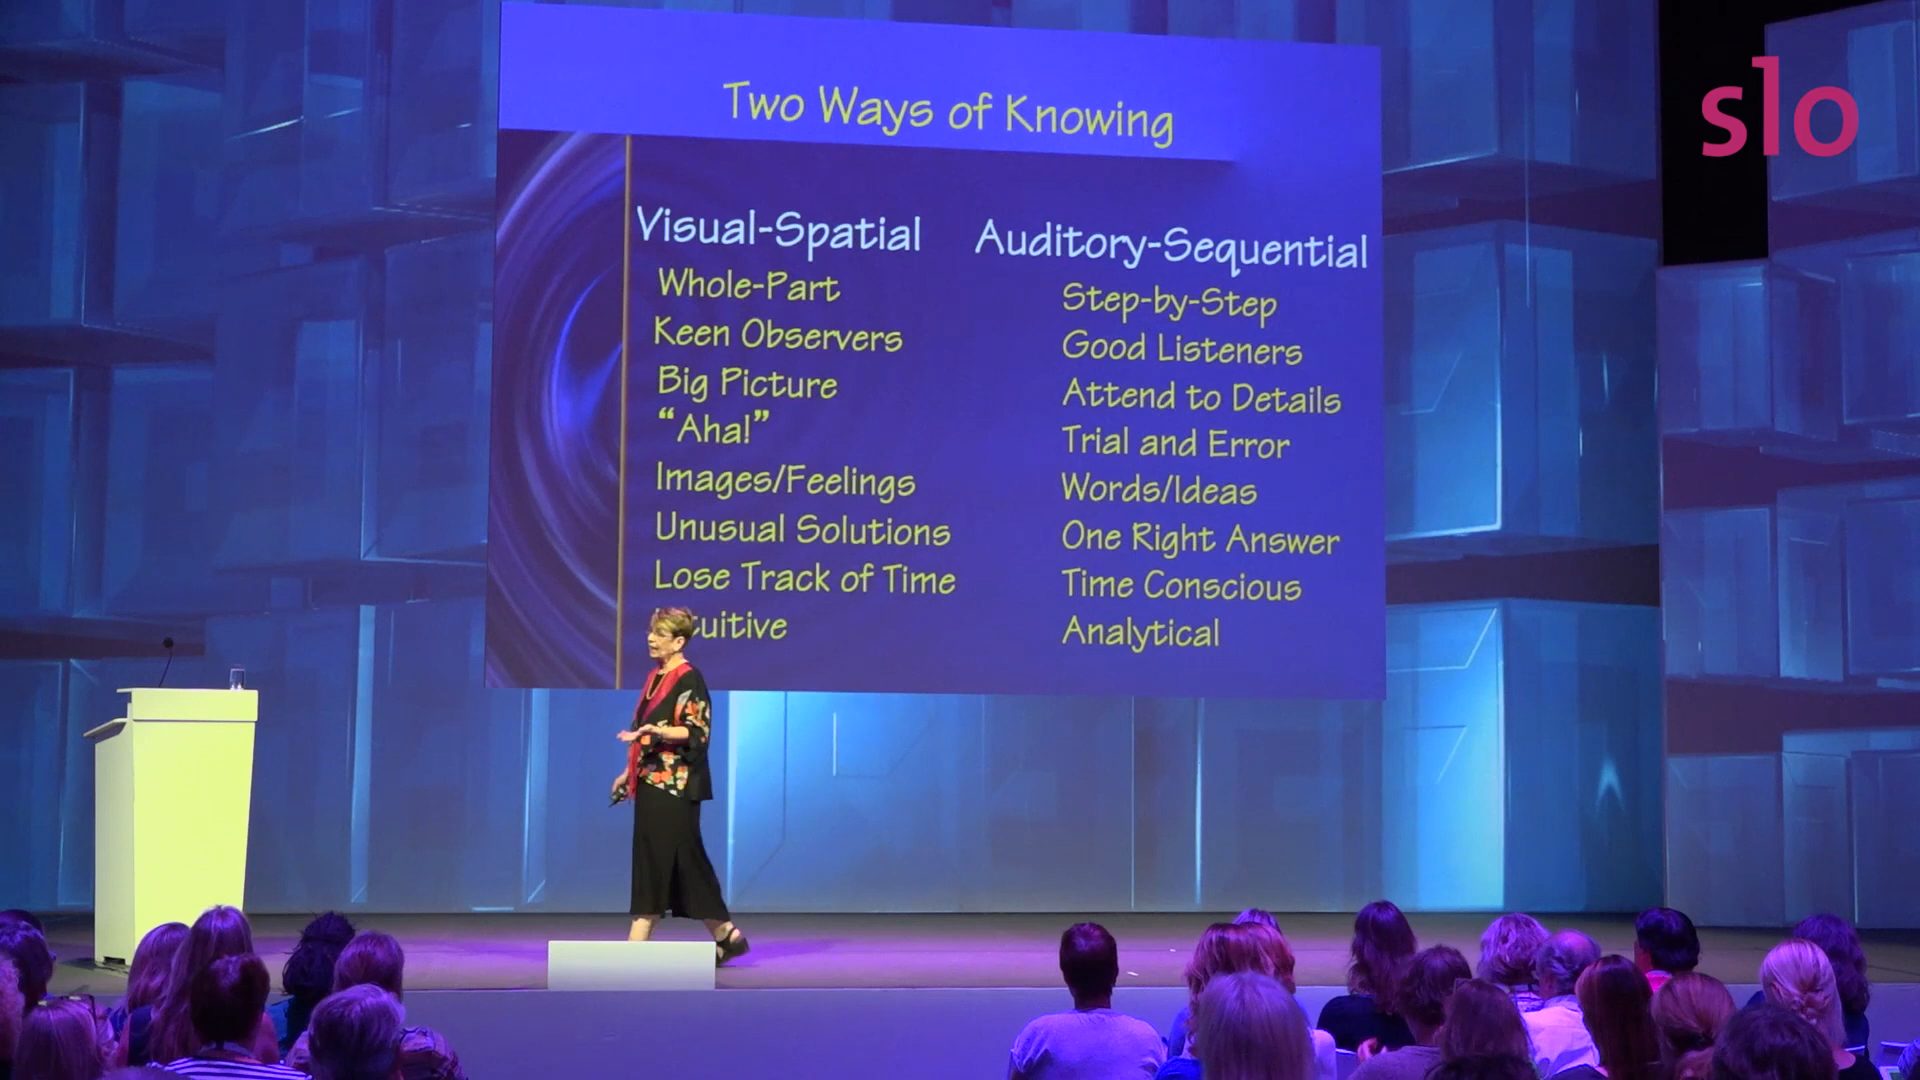 slo
Two Ways of Knowing
Visual-Spatial
Whole-Part
Keen Observers
Big Picture
“Aha!”
Images/Feelings
Unusual Solutions
Lose Track of Time
tuitive
Auditory-Sequential
Step-by-Step
Good Listeners
Attend to Details
Trial and Error
Words/Ideas
One Right Answer
Time Conscious
Analytical